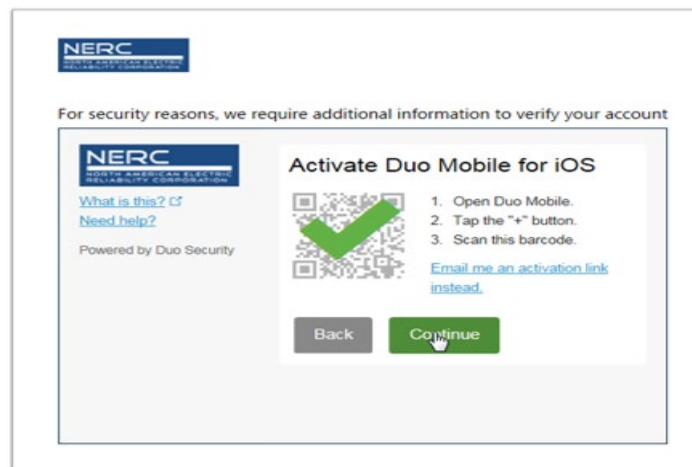 NERC
NORTH AMERICAN ELECTRIC
RELIABILITY CORPORATION
For security reasons, we require additional information to verify your account
NERC
NORTH AMERICAN ELECTRIC
RELIABILITY CORPORATION
What is this?
Need help?
Powered by Duo Security
Activate Duo Mobile for iOS
1. Open Duo Mobile.
2. Tap the "+" button.
3. Scan this barcode.
Email me an activation link
instead.
Back
Continue